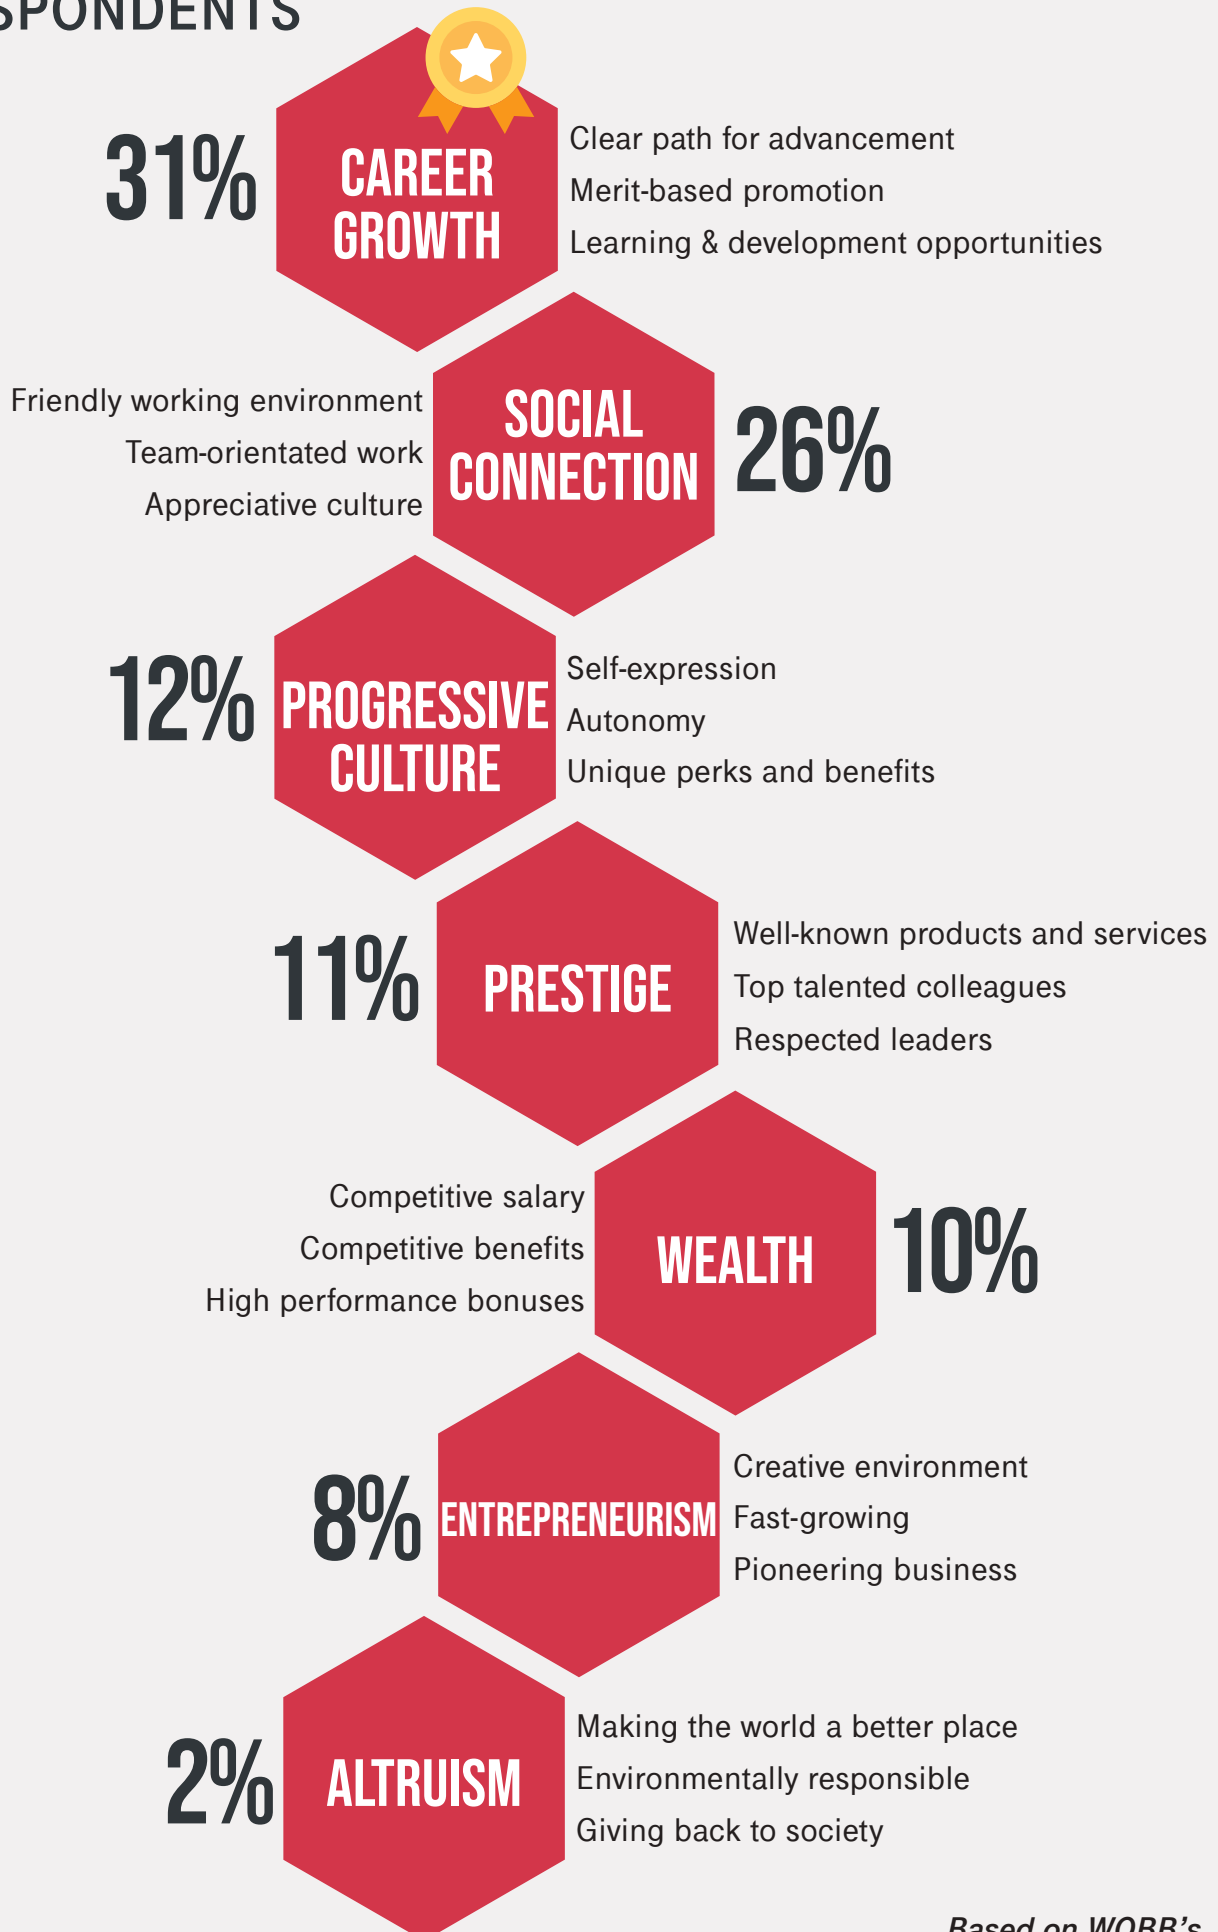 SPONDENTS
31%
CAREER
GROWTH
Clear path for advancement
Merit-based promotion
Learning & development opportunities
Friendly working environment
Team-orientated work
Appreciative culture
SOCIAL
CONNECTION
26%
12%
PROGRESSIVE
CULTURE
Self-expression
Autonomy
Unique perks and benefits
11%
PRESTIGE
Well-known products and services
Top talented colleagues
Respected leaders
Competitive salary
Competitive benefits
High performance bonuses
WEALTH
10%
8%
ENTREPRENEURISM
Creative environment
Fast-growing
Pioneering business
2%
ALTRUISM
Making the world a better place
Environmentally responsible
Giving back to society
Based on WOBB's